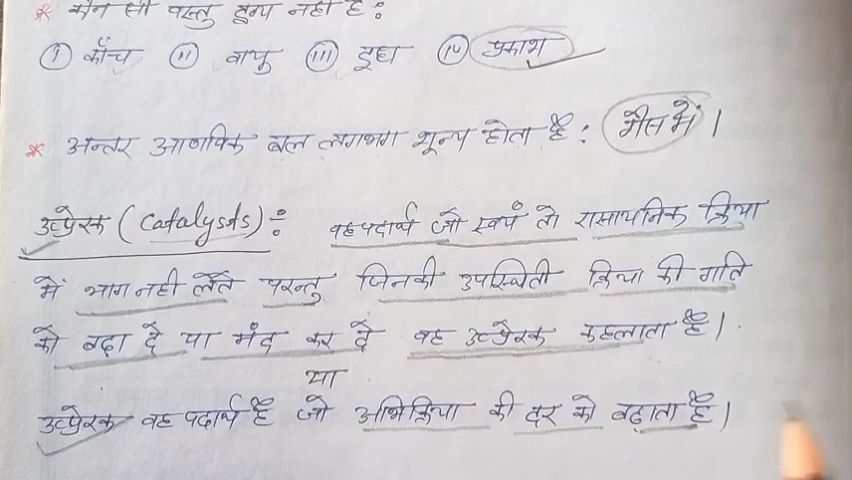 * कौन सी वस्तु द्रव्य नही है :
(i) काँच (ii) वायु (iii) दूध (iv) प्रकाश
* अन्तर आणविक बल लगभग शून्य होता है : गैस में।
उत्प्रेरक (Catalysts) : वह पदार्थ जो स्वयं तो रासायनिक क्रिया
में भाग नही लेते परन्तु जिनकी उपस्थिती क्रिया की गति
को बढ़ा दे या मंद कर दे वह उत्प्रेरक कहलाता है।
या
उत्प्रेरक वह पदार्थ है जो अभिक्रिया की दर को बढ़ाता है।